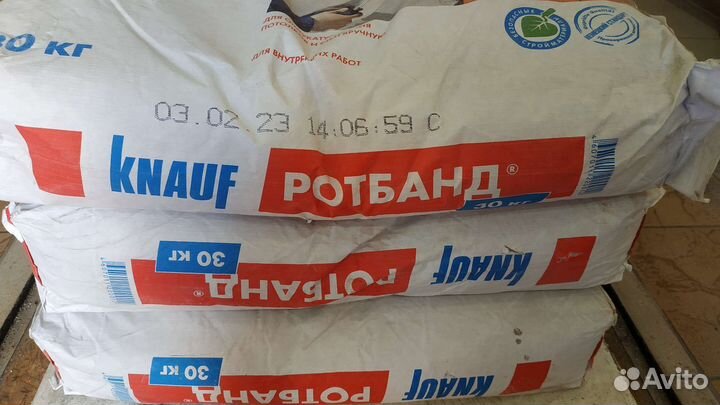 30 КГ
ДЛЯ ВНУТРЕННИХ РАБОТ
03.02.23 14:06:59 C
KNAUF РОТБАНД®
30 КГ
30 КГ
РОТБАНД®
KNAUF
30 КГ
РОТБАНД®
KNAUF
Avito